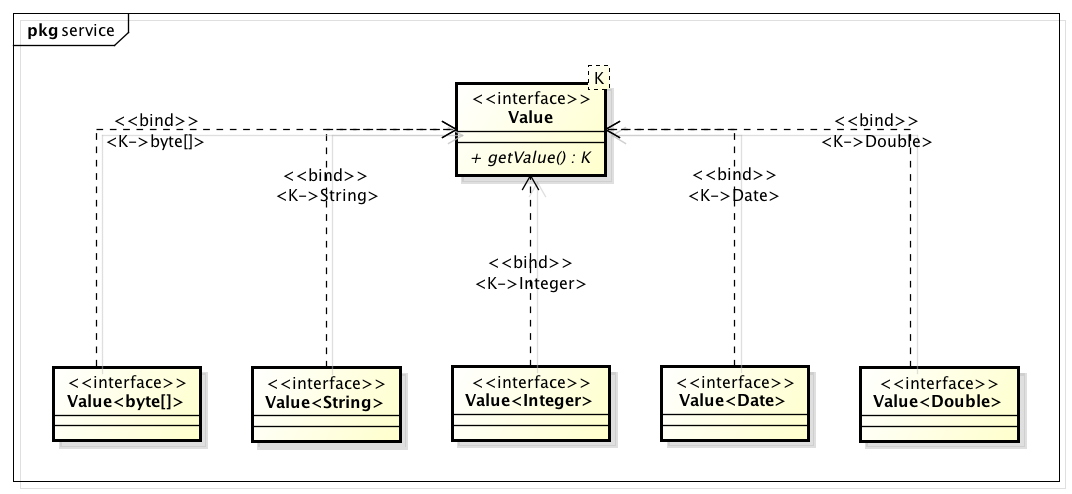 pkg service
K
<<interface>>
Value
+ getValue() : K
<<bind>>
<K->byte[]>
<<bind>>
<K->String>
<<bind>>
<K->Integer>
<<bind>>
<K->Date>
<<bind>>
<K->Double>
<<interface>>
Value<byte[]>
<<interface>>
Value<String>
<<interface>>
Value<Integer>
<<interface>>
Value<Date>
<<interface>>
Value<Double>